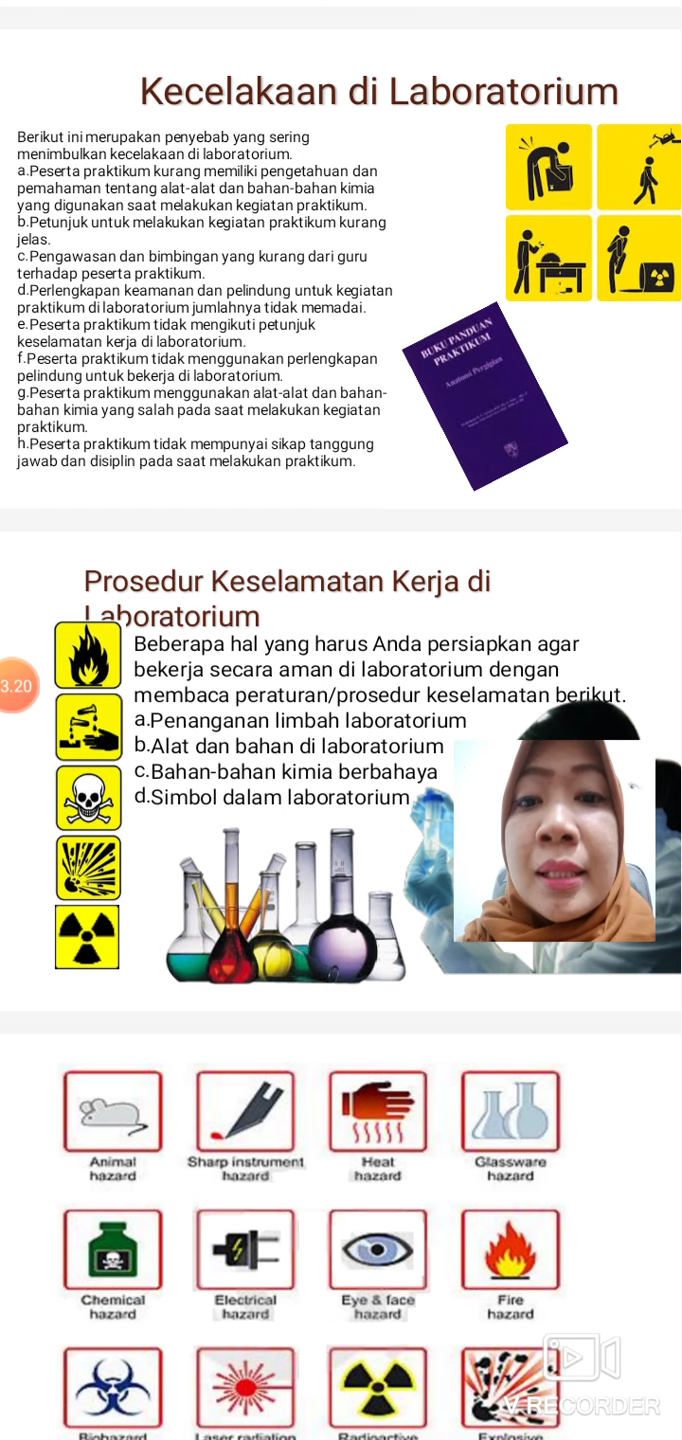 Kecelakaan di Laboratorium
Berikut ini merupakan penyebab yang sering
menimbulkan kecelakaan di laboratorium.
a.Peserta praktikum kurang memiliki pengetahuan dan
pemahaman tentang alat-alat dan bahan-bahan kimia
yang digunakan saat melakukan kegiatan praktikum.
b.Petunjuk untuk melakukan kegiatan praktikum kurang
jelas.
c.Pengawasan dan bimbingan yang kurang dari guru
terhadap peserta praktikum.
d.Perlengkapan keamanan dan pelindung untuk kegiatan
praktikum di laboratorium jumlahnya tidak memadai.
e.Peserta praktikum tidak mengikuti petunjuk
keselamatan kerja di laboratorium.
f.Peserta praktikum tidak menggunakan perlengkapan
pelindung untuk bekerja di laboratorium.
g.Peserta praktikum menggunakan alat-alat dan bahan-
bahan kimia yang salah pada saat melakukan kegiatan
praktikum.
h.Peserta praktikum tidak mempunyai sikap tanggung
jawab dan disiplin pada saat melakukan praktikum.
BUKU PANDUAN
PRAKTIKUM
Anatomi Pergigian
Prosedur Keselamatan Kerja di
Laboratorium
3.20
Beberapa hal yang harus Anda persiapkan agar
bekerja secara aman di laboratorium dengan
membaca peraturan/prosedur keselamatan berikut.
a.Penanganan limbah laboratorium
b.Alat dan bahan di laboratorium
c.Bahan-bahan kimia berbahaya
d.Simbol dalam laboratorium
Animal
hazard
Sharp instrument
hazard
Heat
hazard
Glassware
hazard
Chemical
hazard
Electrical
hazard
Eye & face
hazard
Fire
hazard
Biohazard
Laser radiation
Radioactive
Explosive
V RECORDER